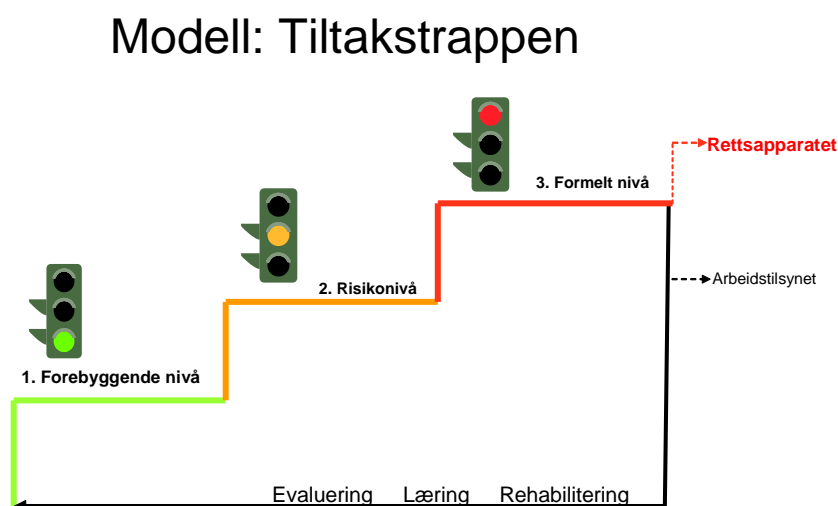 Modell: Tiltakstrappen
Rettsapparatet
3. Formelt nivå
Arbeidstilsynet
2. Risikonivå
1. Forebyggende nivå
Evaluering Læring Rehabilitering